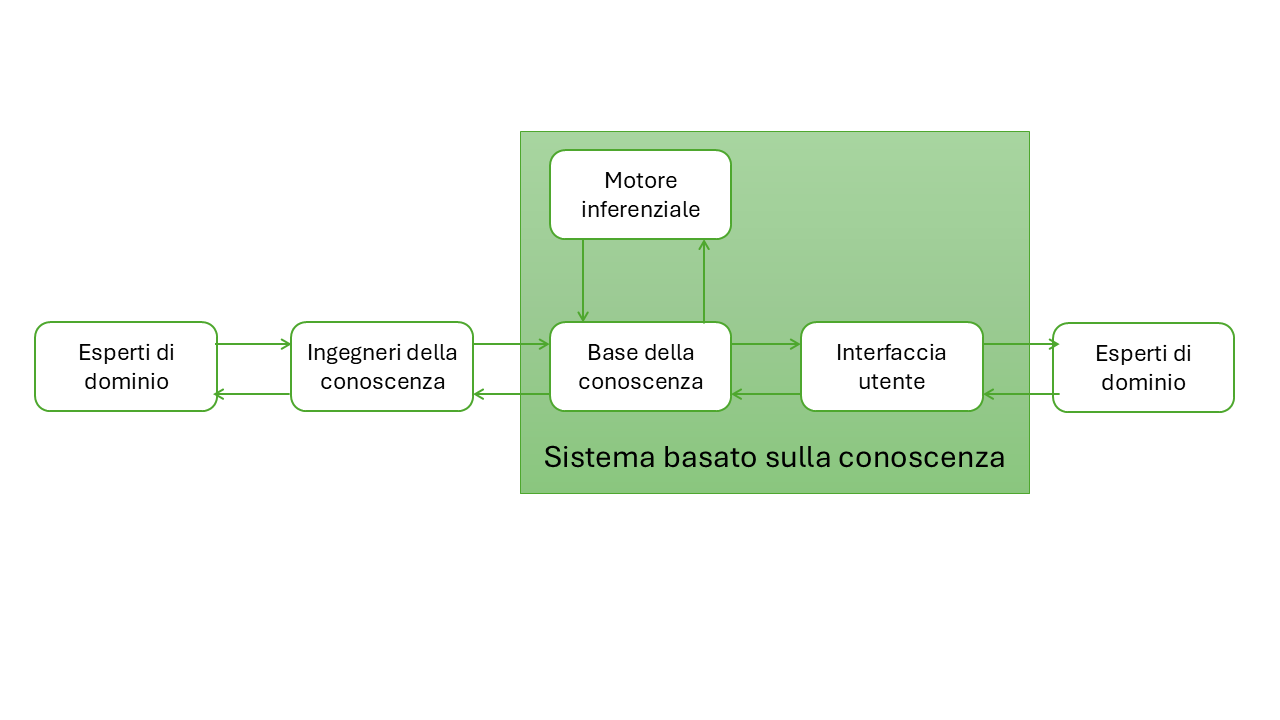 Motore
inferenziale
Esperti di
dominio
Ingegneri della
conoscenza
Base della
conoscenza
Interfaccia
utente
Esperti di
dominio
Sistema basato sulla conoscenza